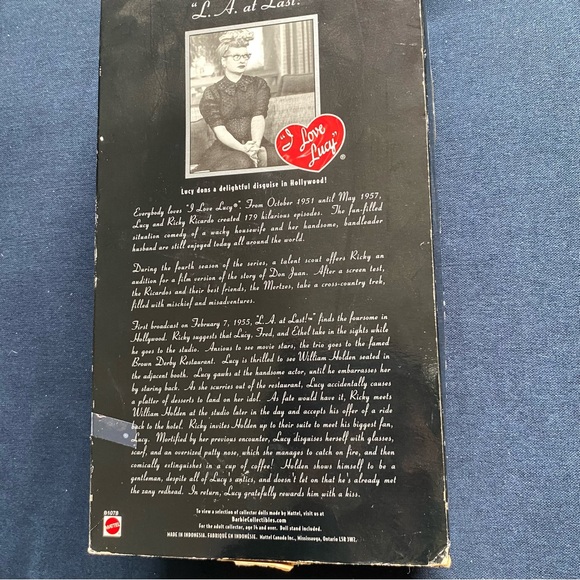 "L. A. at Last!
"I Love
Lucy"
®
Lucy dons a delightful disguise in Hollywood!
Everybody loves "I Love Lucy®". From October 1951 until May 1957,
Lucy and Ricky Ricardo created 179 hilarious episodes. The fun-filled
situation comedy of a wacky housewife and her handsome, bandleader
husband are still enjoyed today all around the world.
During the fourth season of the series, a talent scout offers Ricky an
audition for a film version of the story of Don Juan. After a screen test,
the Ricardos and their best friends, the Mertzes, take a cross-country trek,
filled with mischief and misadventures.
First broadcast on February 7, 1955, "L.A. at Last!™ finds the foursome in
Hollywood. Ricky suggests that Lucy, Fred, and Ethel take in the sights while
he goes to the studio. Anxious to see movie stars, the trio goes to the famed
Brown Derby Restaurant. Lucy is thrilled to see William Holden seated in
the adjacent booth. Lucy gawks at the handsome actor, until he embarrasses her
by staring back. As she scurries out of the restaurant, Lucy accidentally causes
a platter of desserts to land on her idol. As fate would have it, Ricky meets
William Holden at the studio later in the day and accepts his offer of a ride
back to the hotel. Ricky invites Holden up to their suite to meet his biggest fan,
Lucy. Mortified by her previous encounter, Lucy disguises herself with glasses,
scarf, and an oversized putty nose, which she manages to catch on fire, and then
comically extinguishes in a cup of coffee! Holden shows himself to be a
gentleman, despite all of Lucy's antics, and doesn't let on that he's already met
the zany redhead. In return, Lucy gratefully rewards him with a kiss.
B1078
MATTEL
To view a selection of collector dolls made by Mattel, visit us at
BarbieCollectibles.com
For the adult collector, age 14 and over. Doll stand included.
MADE IN INDONESIA. FABRIQUÉ EN INDONÉSIE. Mattel Canada Inc., Mississauga, Ontario L5R 3W2.